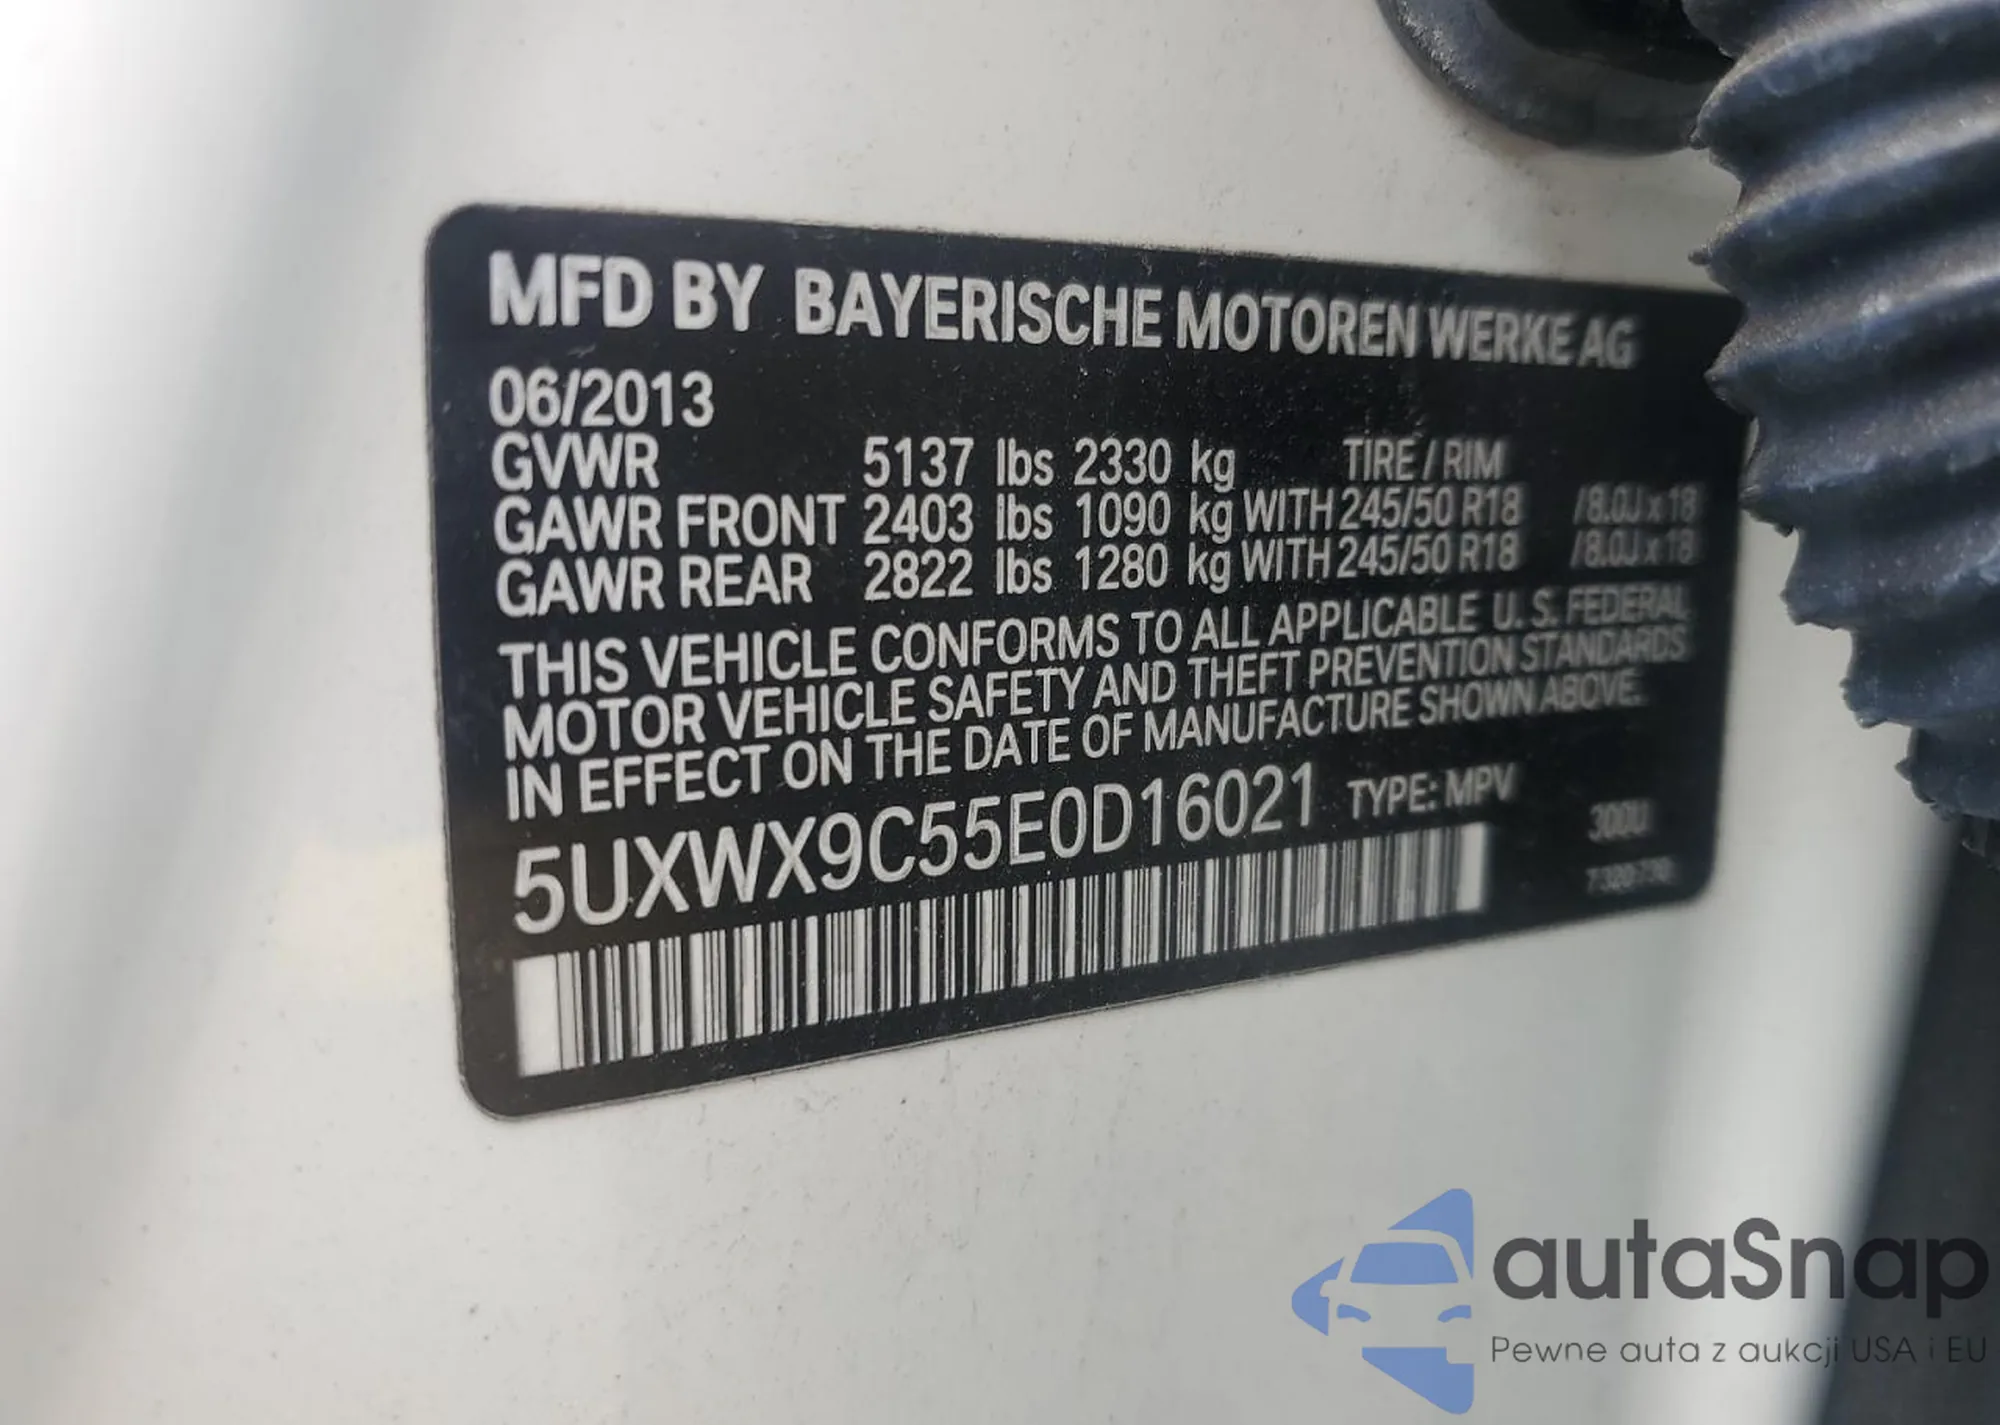 MFD BY BAYERISCHE MOTOREN WERKE AG
06/2013
GVWR 5137 lbs 2330 kg TIRE / RIM
GAWR FRONT 2403 lbs 1090 kg WITH 245/50 R18 /8.0J x 18
GAWR REAR 2822 lbs 1280 kg WITH 245/50 R18 /8.0J x 18
THIS VEHICLE CONFORMS TO ALL APPLICABLE U. S. FEDERAL
MOTOR VEHICLE SAFETY AND THEFT PREVENTION STANDARDS
IN EFFECT ON THE DATE OF MANUFACTURE SHOWN ABOVE.
5UXWX9C55E0D16021 TYPE: MPV
300U
autaSnap
Pewne auta z aukcji USA i EU